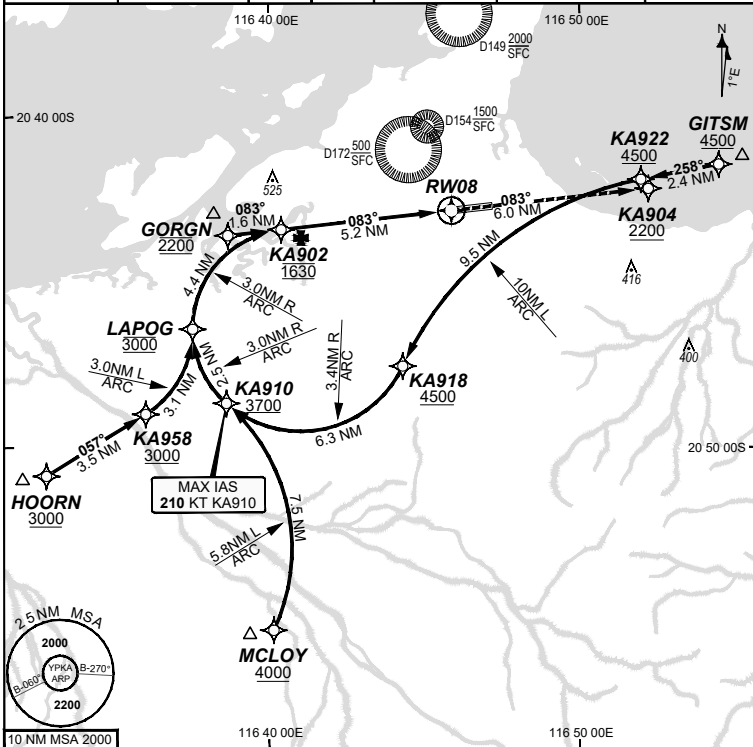 116 40 00E
116 50 00E
D149 2000
SFC
N
1°E
20 40 00S
D154 1500
SFC
D172 500
SFC
KA922
4500
GITSM
4500
258°
2.4 NM
525
RW08
083°
6.0 NM
KA904
2200
GORGN
2200
083°
1.6 NM
083°
5.2 NM
KA902
1630
9.5 NM
10NM L
ARC
416
4.4 NM
3.0NM R
ARC
LAPOG
3000
3.0NM R
ARC
3.4NM R
ARC
400
3.0NM L
ARC
3.1 NM
2.5 NM
KA910
3700
KA918
4500
KA958
3000
6.3 NM
057°
3.5 NM
20 50 00S
HOORN
3000
MAX IAS
210 KT KA910
7.5 NM
5.8NM L
ARC
MCLOY
4000
25NM MSA
2000
YPKA
ARP
B-060°
B-270°
2200
10 NM MSA 2000
116 40 00E
116 50 00E